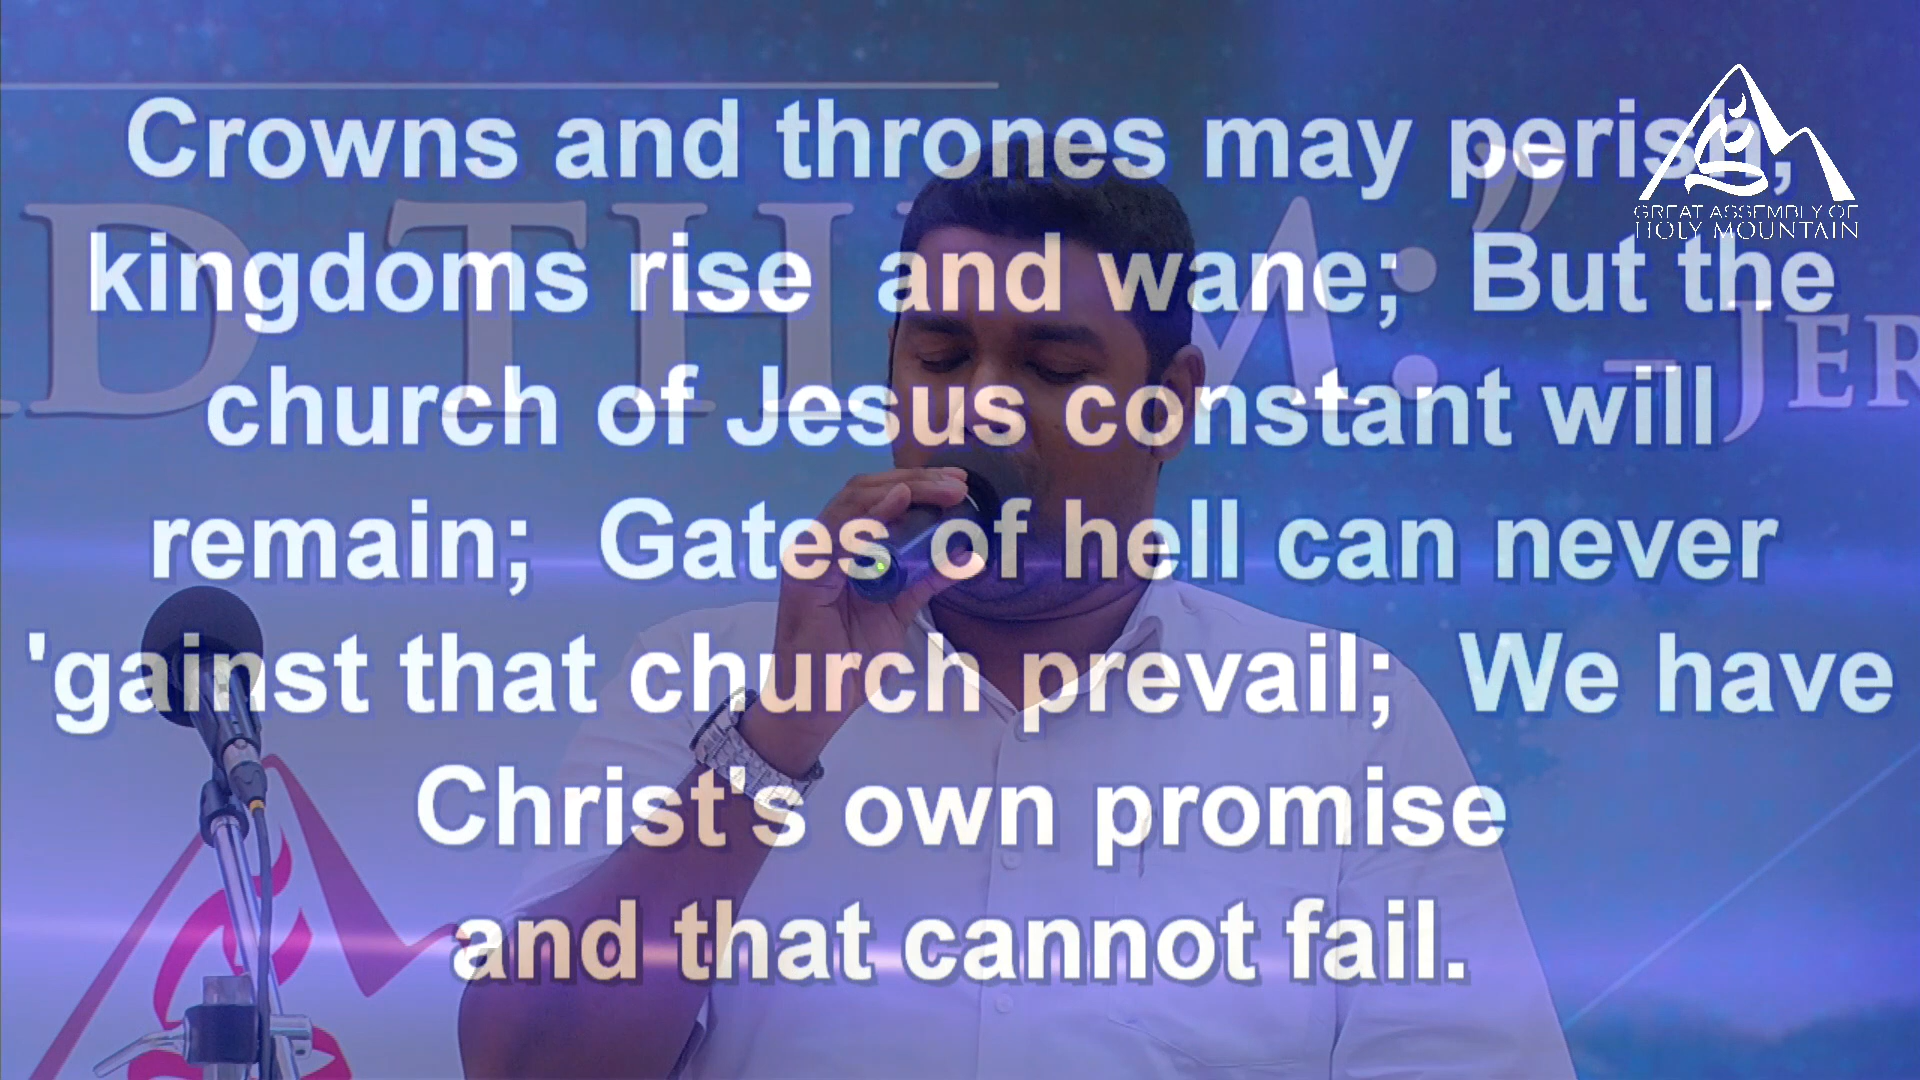 Crowns and thrones may perish,
GREAT ASSEMBLY OF
HOLY MOUNTAIN
kingdoms rise  and wane;  But the
church of Jesus constant will
remain;  Gates of hell can never
'gainst that church prevail;  We have
Christ's own promise
and that cannot fail.
D TH M:” – JER